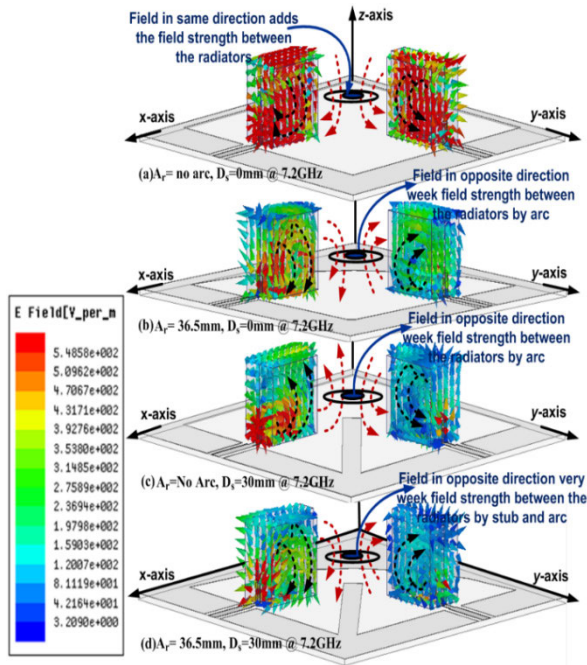 Field in same direction adds
the field strength between
the radiators
z-axis
x-axis
y-axis
(a)Ar= no arc, Ds=0mm @ 7.2GHz
Field in opposite direction
week field strength between
the radiators by arc
x-axis
y-axis
(b) Ar= 36.5mm, Ds=0mm @ 7.2GHz
Field in opposite direction
week field strength between
the radiators by arc
x-axis
y-axis
(c) Ar=No Arc, Ds=30mm @ 7.2GHz
Field in opposite direction very
week field strength between the
radiators by stub and arc
x-axis
y-axis
(d)Ar= 36.5mm, Ds=30mm @ 7.2GHz
E Field[V_per_m
5.4858e+002
5.0962e+002
4.7067e+002
4.3171e+002
3.9276e+002
3.5380e+002
3.1485e+002
2.7589e+002
2.3694e+002
1.9798e+002
1.5903e+002
1.2007e+002
8.1119e+001
4.2164e+001
3.2090e+000